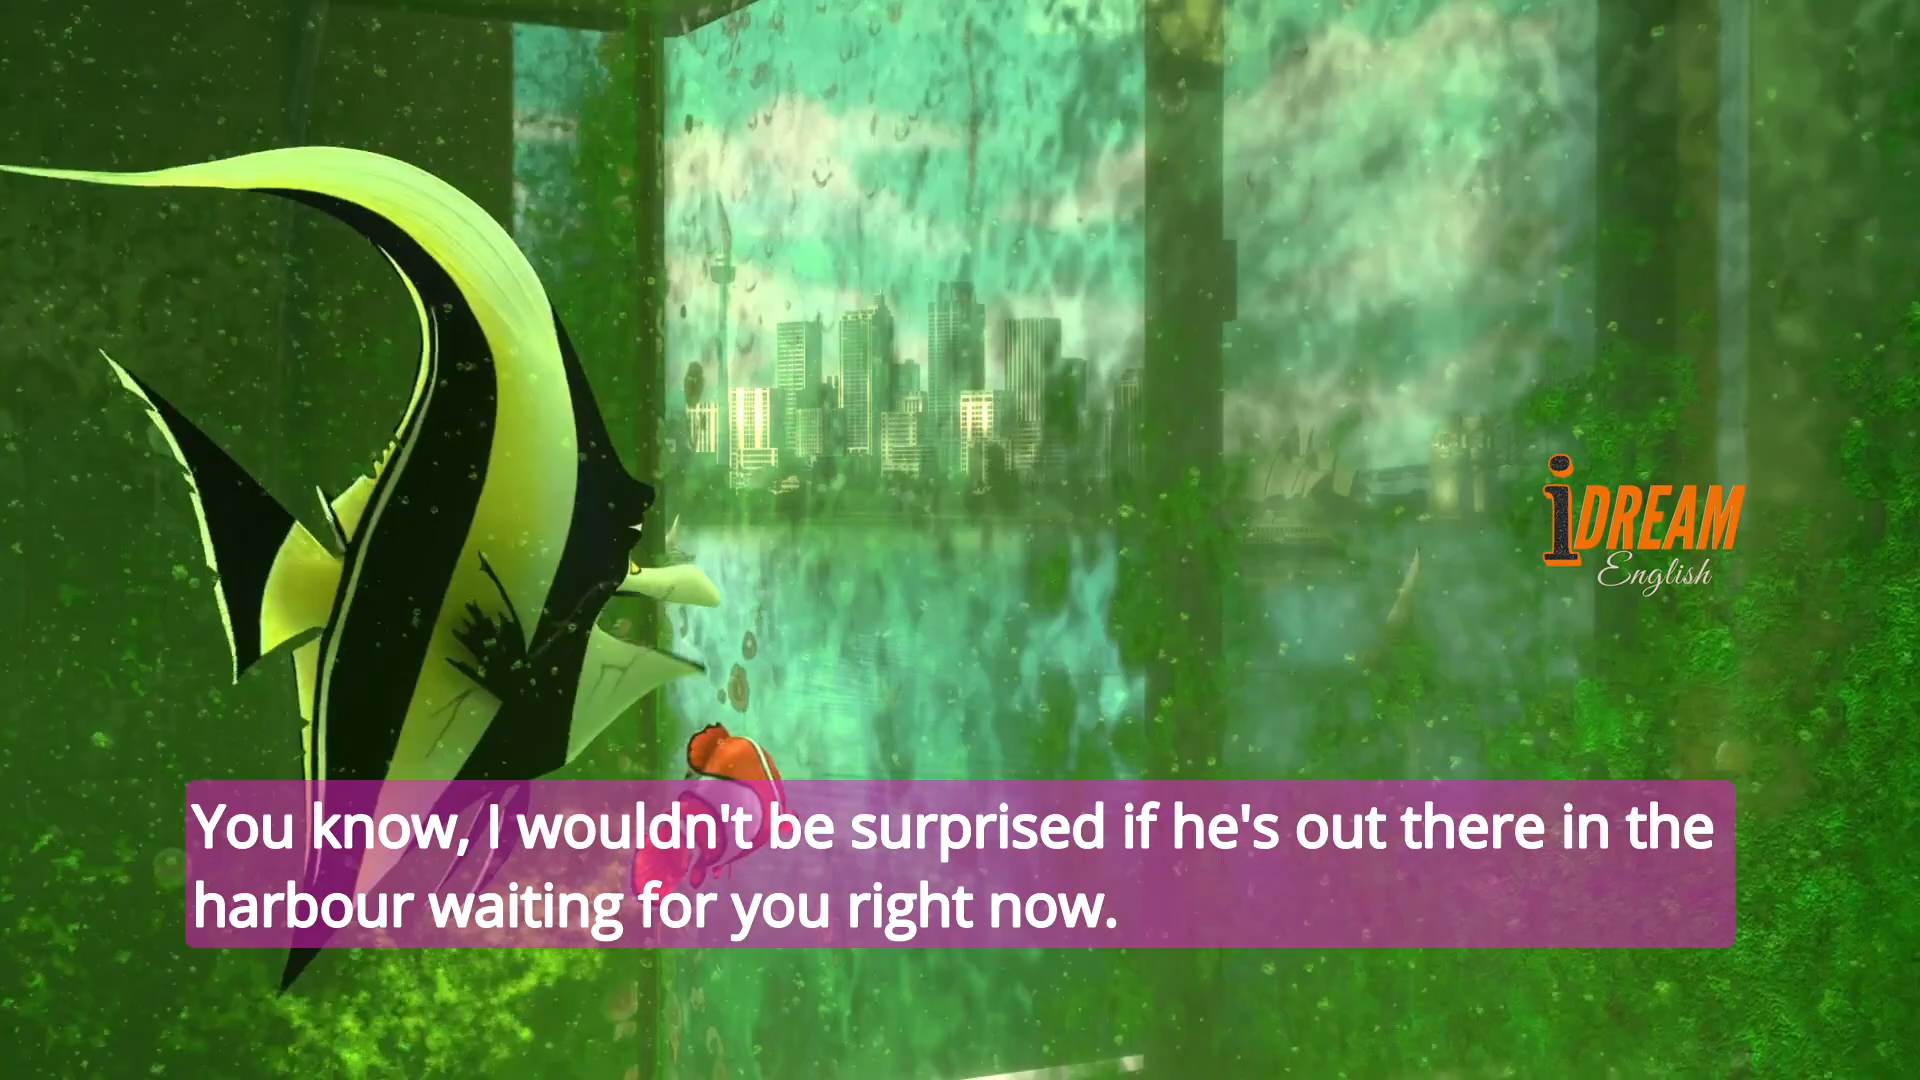 iDREAM
English
You know, I wouldn't be surprised if he's out there in the
harbour waiting for you right now.